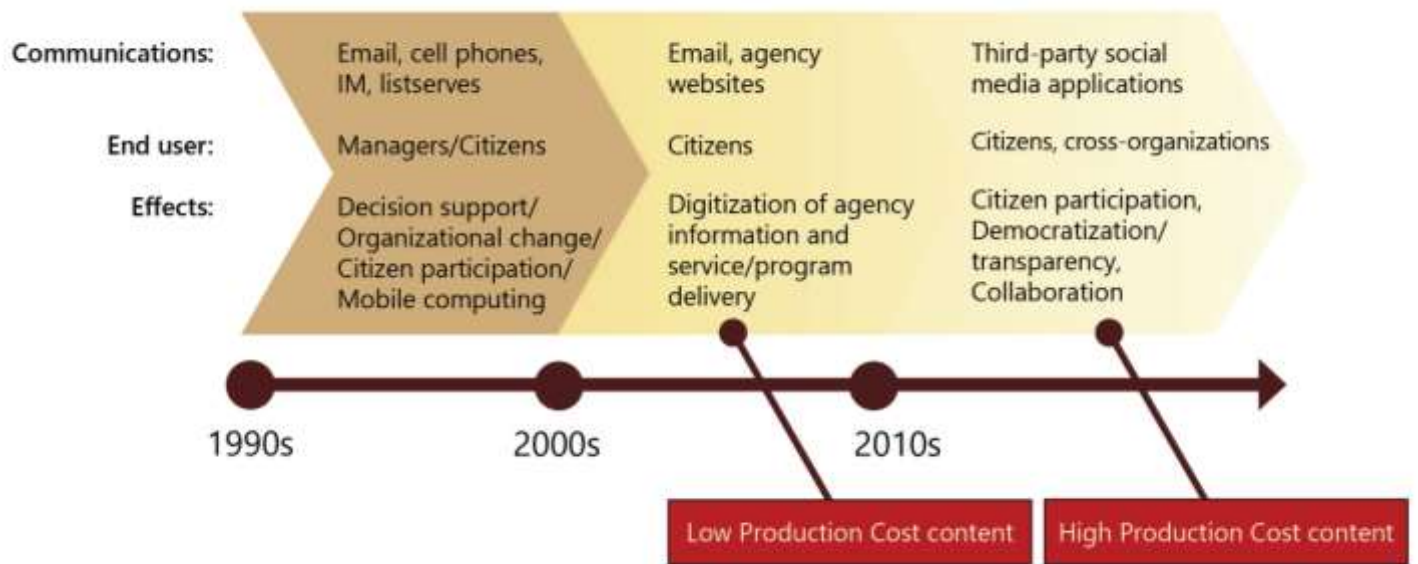 Communications:
Email, cell phones,
IM, listserves
Email, agency
websites
Third-party social
media applications
End user:
Managers/Citizens
Citizens
Citizens, cross-organizations
Effects:
Decision support/
Organizational change/
Citizen participation/
Mobile computing
Digitization of agency
information and
service/program
delivery
Citizen participation,
Democratization/
transparency,
Collaboration
1990s
2000s
2010s
Low Production Cost content
High Production Cost content